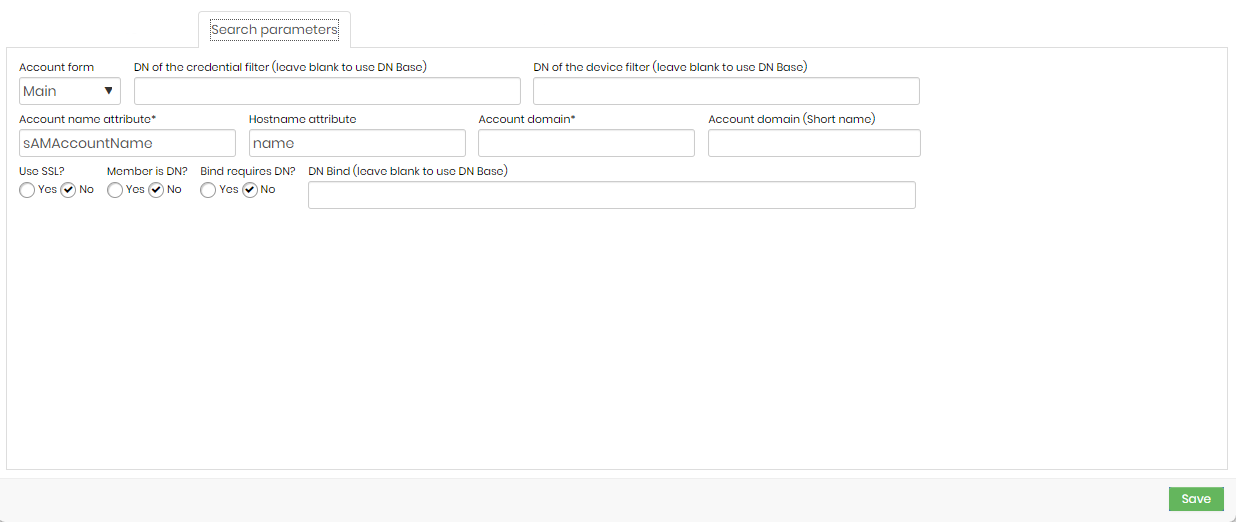 Search parameters
Account form DN of the credential filter (leave blank to use DN Base) DN of the device filter (leave blank to use DN Base)
Main
Account name attribute* Hostname attribute Account domain* Account domain (Short name)
sAMAccountName name
Use SSL? Member is DN? Bind requires DN? DN Bind (leave blank to use DN Base)
Yes No Yes No Yes No
Save